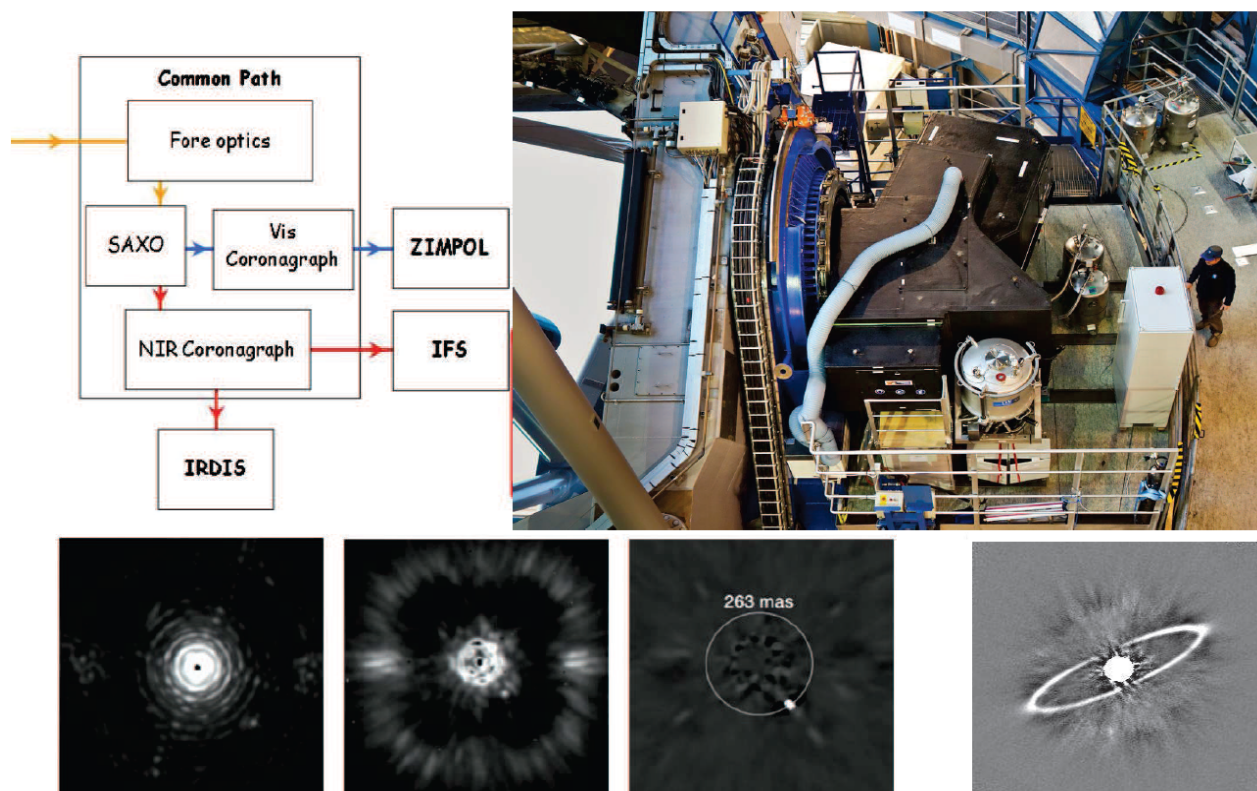 Common Path
Fore optics
SAXO
Vis
Coronagraph
ZIMPOL
NIR Coronagraph
IFS
IRDIS
263 mas